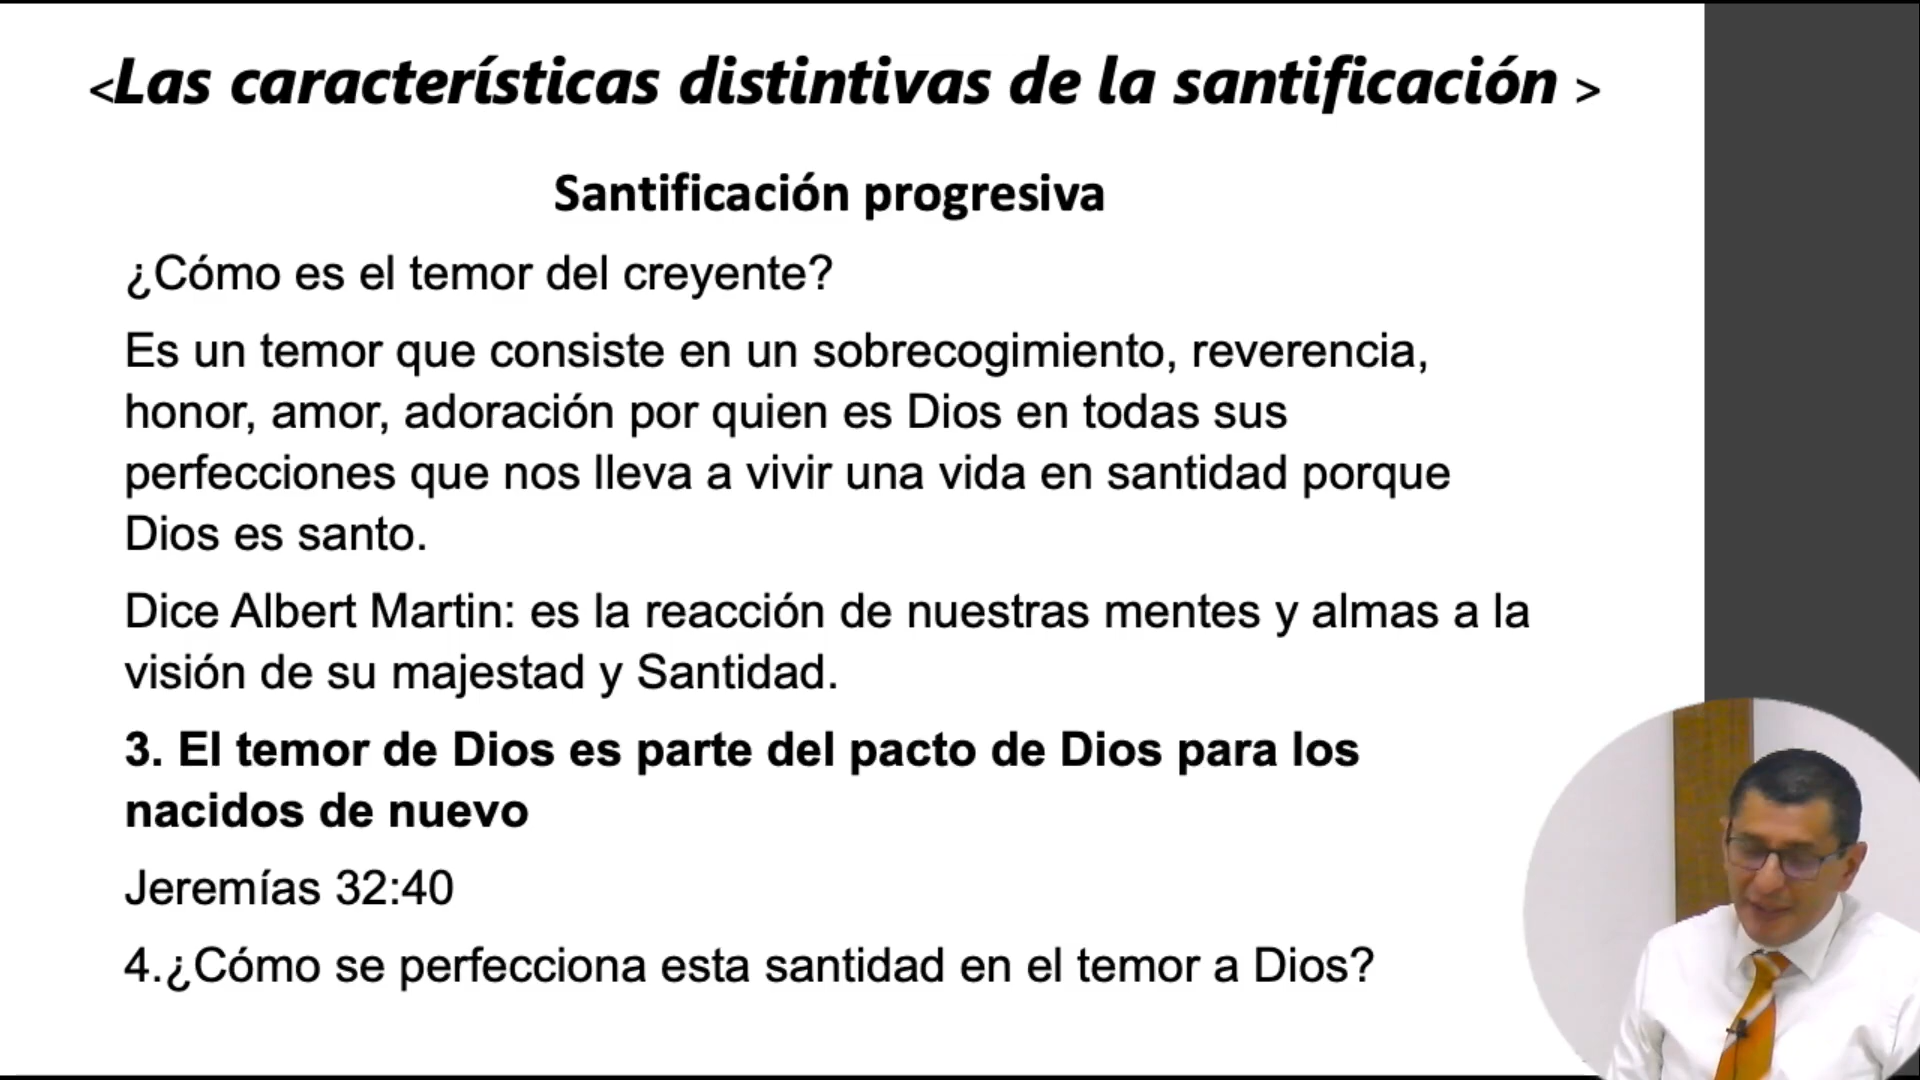 <Las características distintivas de la santificación >
Santificación progresiva
¿Cómo es el temor del creyente?
Es un temor que consiste en un sobrecogimiento, reverencia,
honor, amor, adoración por quien es Dios en todas sus
perfecciones que nos lleva a vivir una vida en santidad porque
Dios es santo.
Dice Albert Martin: es la reacción de nuestras mentes y almas a la
visión de su majestad y Santidad.
3. El temor de Dios es parte del pacto de Dios para los
nacidos de nuevo
Jeremías 32:40
4.¿Cómo se perfecciona esta santidad en el temor a Dios?